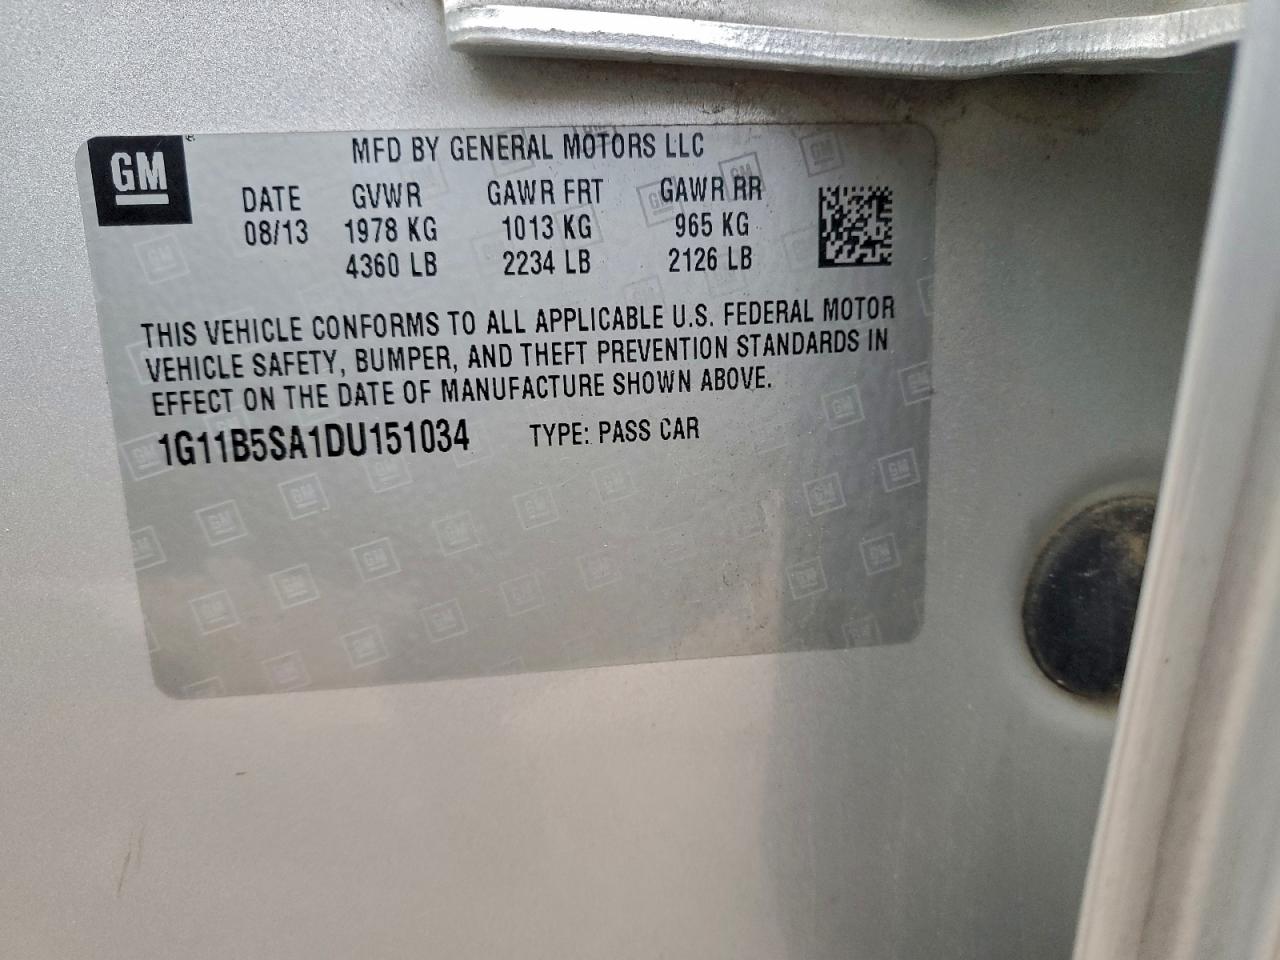 GM
MFD BY GENERAL MOTORS LLC
DATE GVWR GAWR FRT GAWR RR
08/13 1978 KG 1013 KG 965 KG
4360 LB 2234 LB 2126 LB
THIS VEHICLE CONFORMS TO ALL APPLICABLE U.S. FEDERAL MOTOR
VEHICLE SAFETY, BUMPER, AND THEFT PREVENTION STANDARDS IN
EFFECT ON THE DATE OF MANUFACTURE SHOWN ABOVE.
1G11B5SA1DU151034 TYPE: PASS CAR